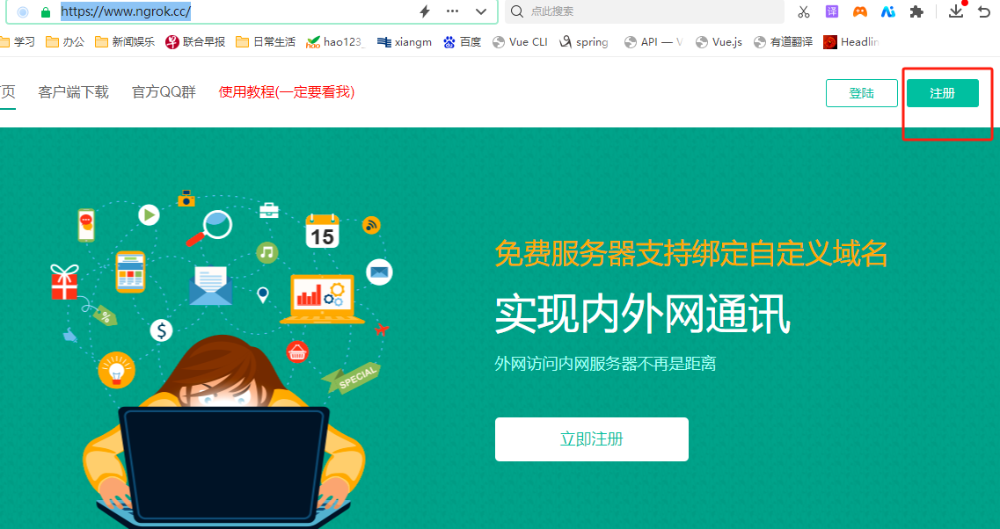 https://www.ngrok.cc/
点此搜索
译
学习 办公 新闻娱乐 联合早报 日常生活 hao123_ xiangm 百度 Vue CLI spring API — Vue.js 有道翻译 Headlin
页 客户端下载 官方QQ群 使用教程(一定要看我) 登陆 注册
免费服务器支持绑定自定义域名
实现内外网通讯
外网访问内网服务器不再是距离
立即注册
15
%
$
SPECIAL